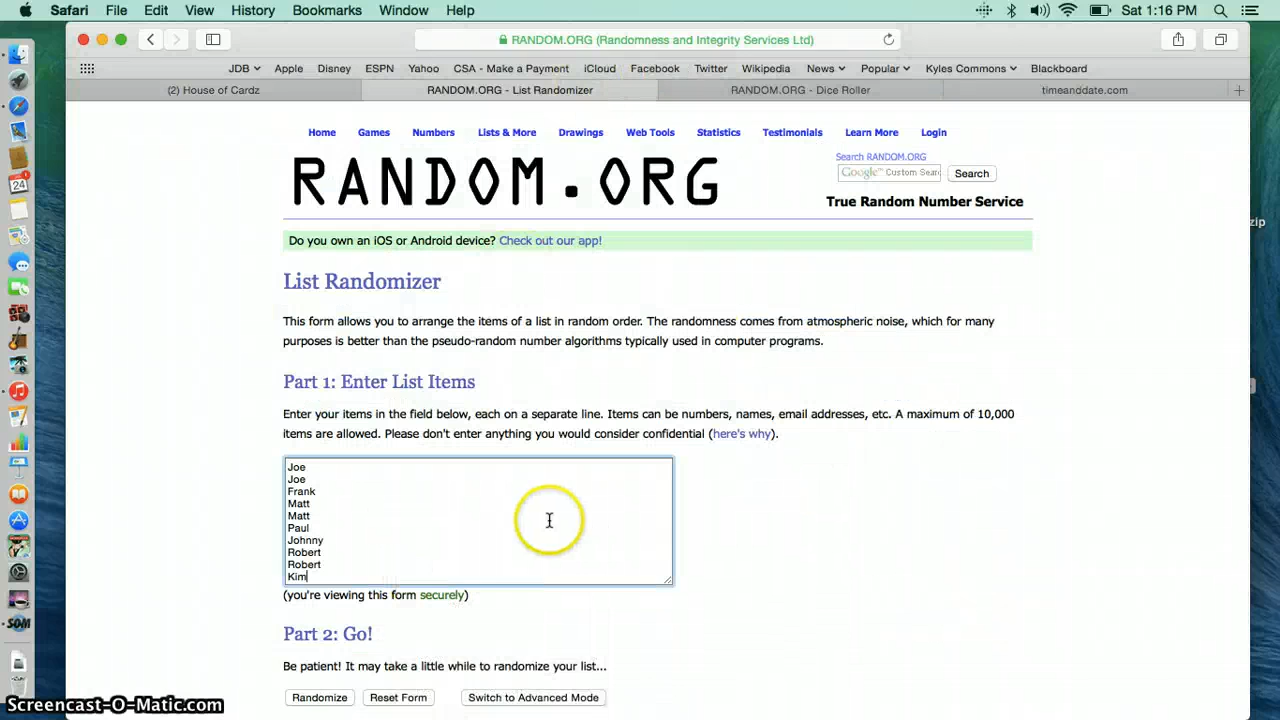 Safari File Edit View History Bookmarks Window Help Sat 1:16 PM
RANDOM.ORG (Randomness and Integrity Services Ltd)
JDB Apple Disney ESPN Yahoo CSA - Make a Payment iCloud Facebook Twitter Wikipedia News Popular Kyles Commons Blackboard
(2) House of Cardz RANDOM.ORG - List Randomizer RANDOM.ORG - Dice Roller timeanddate.com
Home Games Numbers Lists & More Drawings Web Tools Statistics Testimonials Learn More Login
Search RANDOM.ORG
RANDOM.ORG
Google™ Custom Sear Search
True Random Number Service
24
zip
Do you own an iOS or Android device? Check out our app!
List Randomizer
This form allows you to arrange the items of a list in random order. The randomness comes from atmospheric noise, which for many
purposes is better than the pseudo-random number algorithms typically used in computer programs.
Part 1: Enter List Items
Enter your items in the field below, each on a separate line. Items can be numbers, names, email addresses, etc. A maximum of 10,000
items are allowed. Please don't enter anything you would consider confidential (here's why).
Joe
Joe
Frank
Matt
Matt
Paul
Johnny
Robert
Robert
Kim
(you're viewing this form securely)
Part 2: Go!
SOM
Be patient! It may take a little while to randomize your list...
Randomize Reset Form Switch to Advanced Mode
Screencast-O-Matic.com